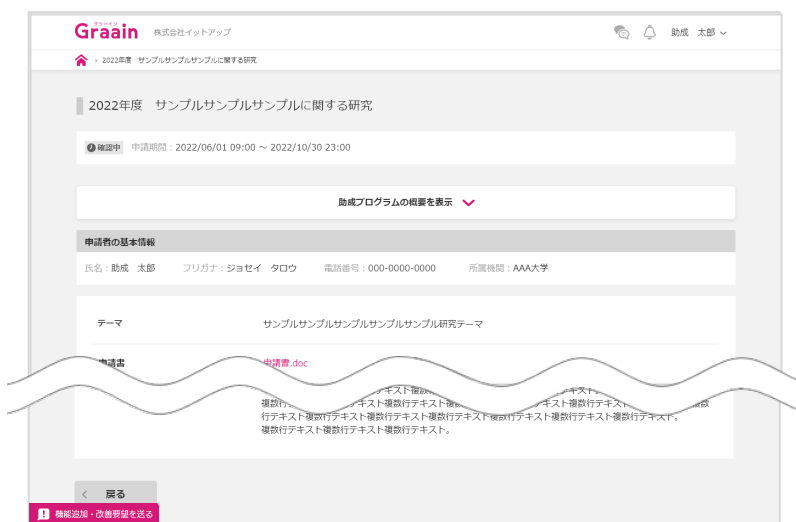 グラーイン
Graain 株式会社イットアップ 助成 太郎
2022年度 サンプルサンプルサンプルに関する研究
2022年度 サンプルサンプルサンプルに関する研究
確認中 申請期間：2022/06/01 09:00 ～ 2022/10/30 23:00
助成プログラムの概要を表示
申請者の基本情報
氏名：助成 太郎 フリガナ：ジョセイ タロウ 電話番号：000-0000-0000 所属機関：AAA大学
テーマ サンプルサンプルサンプルサンプルサンプル研究テーマ
申請書 申請書.doc
行テキスト複数行テキスト複数行テキスト複数行テキスト複数行テキスト複数行テキスト複数行テキスト。
複数行テキスト複数行テキスト複数行テキスト。
戻る
機能追加・改善要望を送る